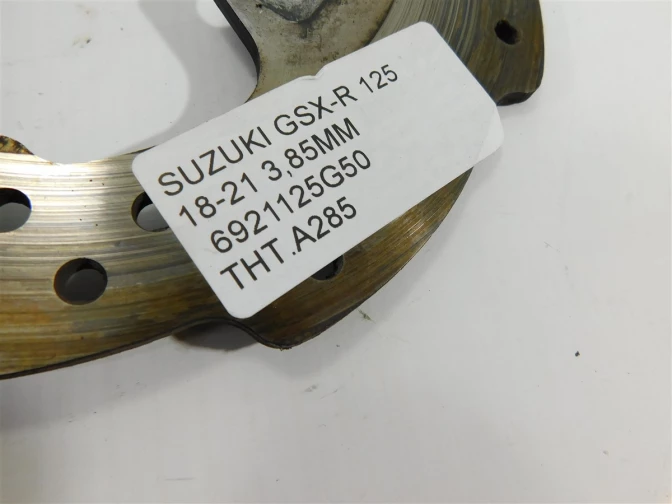 SUZUKI GSX-R 125
18-21 3,85MM
6921125G50
THT.A285